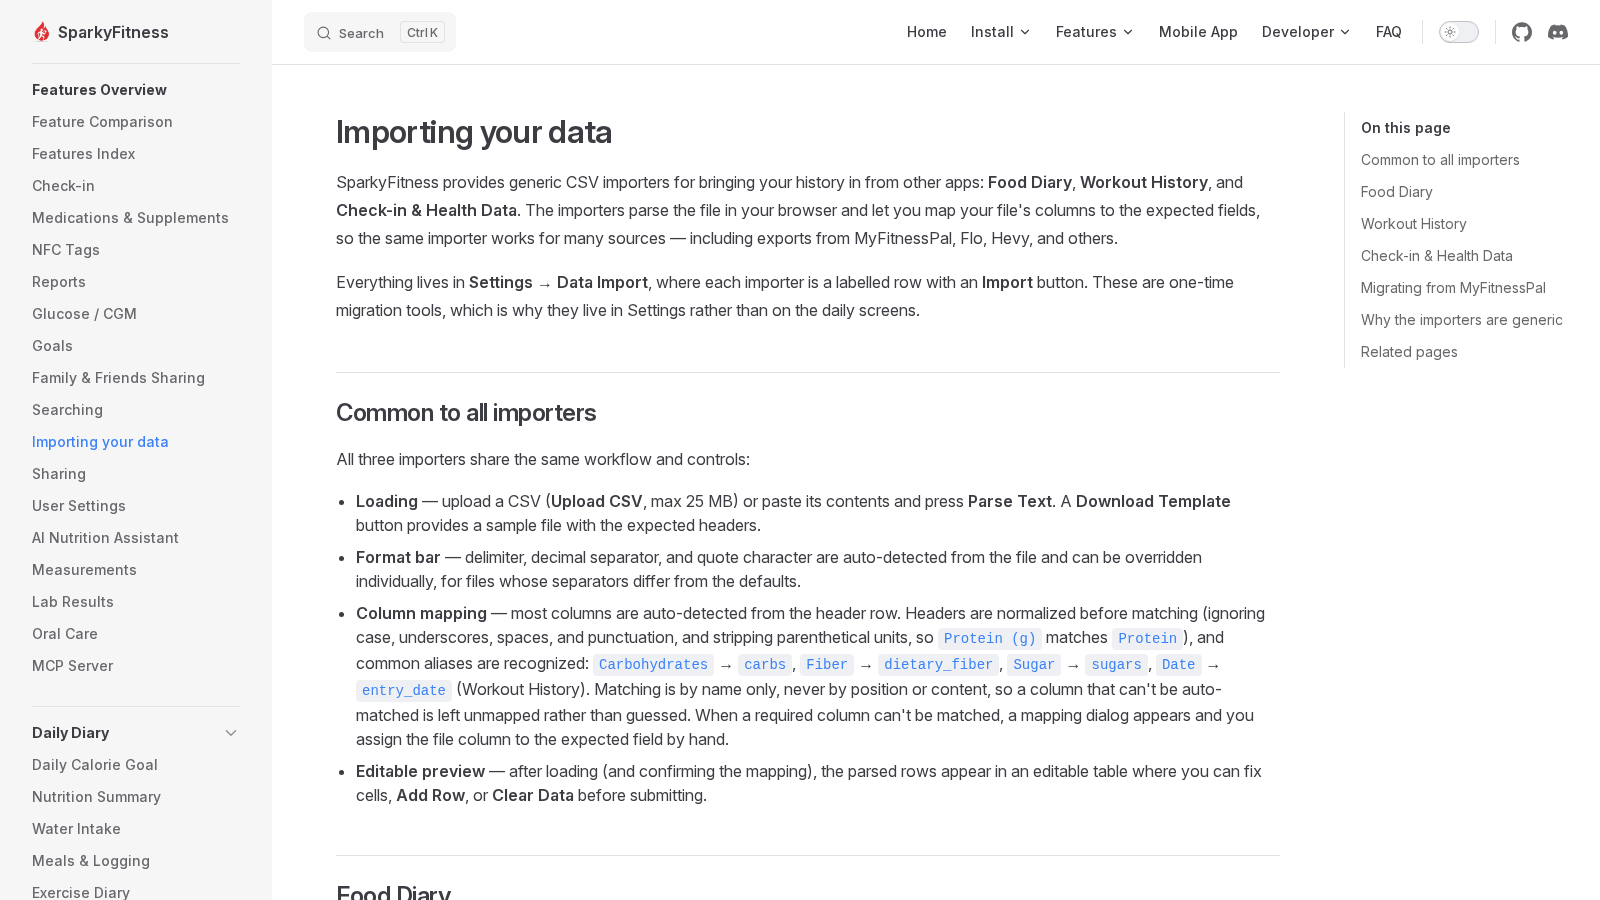 SparkyFitness
Search Ctrl K
Home Install Features Mobile App Developer FAQ
Features Overview
Feature Comparison
Features Index
Check-in
Medications & Supplements
NFC Tags
Reports
Glucose / CGM
Goals
Family & Friends Sharing
Searching
Importing your data
Sharing
User Settings
AI Nutrition Assistant
Measurements
Lab Results
Oral Care
MCP Server
Daily Diary
Daily Calorie Goal
Nutrition Summary
Water Intake
Meals & Logging
Exercise Diary
Importing your data
SparkyFitness provides generic CSV importers for bringing your history in from other apps: Food Diary, Workout History, and
Check-in & Health Data. The importers parse the file in your browser and let you map your file's columns to the expected fields,
so the same importer works for many sources — including exports from MyFitnessPal, Flo, Hevy, and others.
Everything lives in Settings → Data Import, where each importer is a labelled row with an Import button. These are one-time
migration tools, which is why they live in Settings rather than on the daily screens.
Common to all importers
All three importers share the same workflow and controls:
• Loading — upload a CSV (Upload CSV, max 25 MB) or paste its contents and press Parse Text. A Download Template
button provides a sample file with the expected headers.
• Format bar — delimiter, decimal separator, and quote character are auto-detected from the file and can be overridden
individually, for files whose separators differ from the defaults.
• Column mapping — most columns are auto-detected from the header row. Headers are normalized before matching (ignoring
case, underscores, spaces, and punctuation, and stripping parenthetical units, so Protein (g) matches Protein), and
common aliases are recognized: Carbohydrates → carbs, Fiber → dietary_fiber, Sugar → sugars, Date →
entry_date (Workout History). Matching is by name only, never by position or content, so a column that can't be auto-
matched is left unmapped rather than guessed. When a required column can't be matched, a mapping dialog appears and you
assign the file column to the expected field by hand.
• Editable preview — after loading (and confirming the mapping), the parsed rows appear in an editable table where you can fix
cells, Add Row, or Clear Data before submitting.
Food Diary
On this page
Common to all importers
Food Diary
Workout History
Check-in & Health Data
Migrating from MyFitnessPal
Why the importers are generic
Related pages